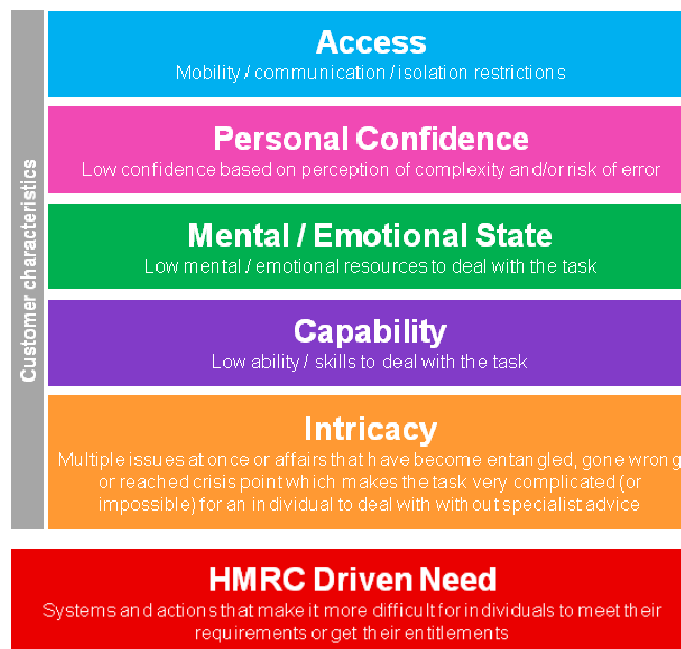 Customer characteristics
Access
Mobility / communication / isolation restrictions
Personal Confidence
Low confidence based on perception of complexity and/or risk of error
Mental / Emotional State
Low mental / emotional resources to deal with the task
Capability
Low ability / skills to deal with the task
Intricacy
Multiple issues at once or affairs that have become entangled, gone wrong
or reached crisis point which makes the task very complicated (or
impossible) for an individual to deal with without specialist advice
HMRC Driven Need
Systems and actions that make it more difficult for individuals to meet their
requirements or get their entitlements